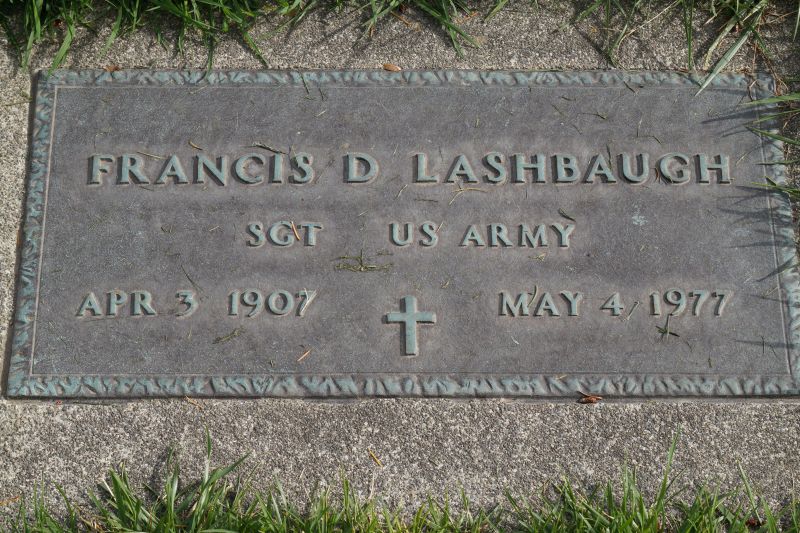 FRANCIS D LASHBAUGH
SGT US ARMY
APR 3 1907 MAY 4 1977